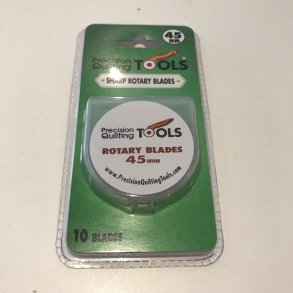 45
mm
Precision
Quilting TOOLS
SHARP ROTARY BLADES
Precision
Quilting TOOLS
ROTARY BLADES
45mm
www.PrecisionQuiltingTools.com
10 BLADES